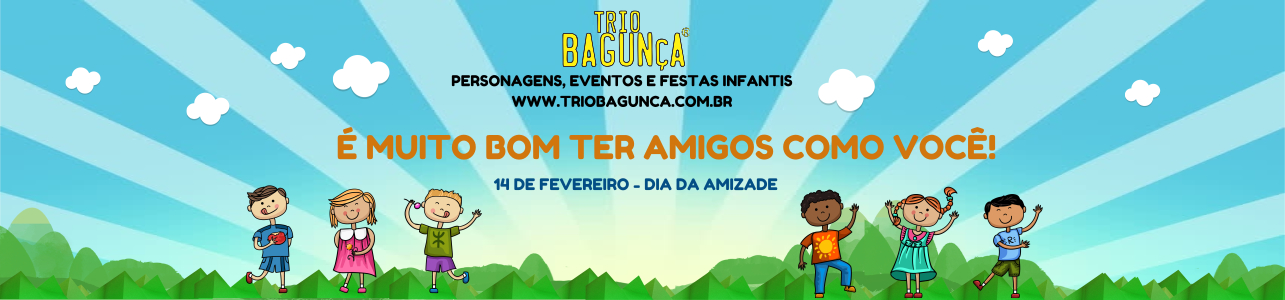 TRIO
BAGUNÇA
PERSONAGENS, EVENTOS E FESTAS INFANTIS
WWW.TRIOBAGUNCA.COM.BR
É MUITO BOM TER AMIGOS COMO VOCÊ!
14 DE FEVEREIRO - DIA DA AMIZADE